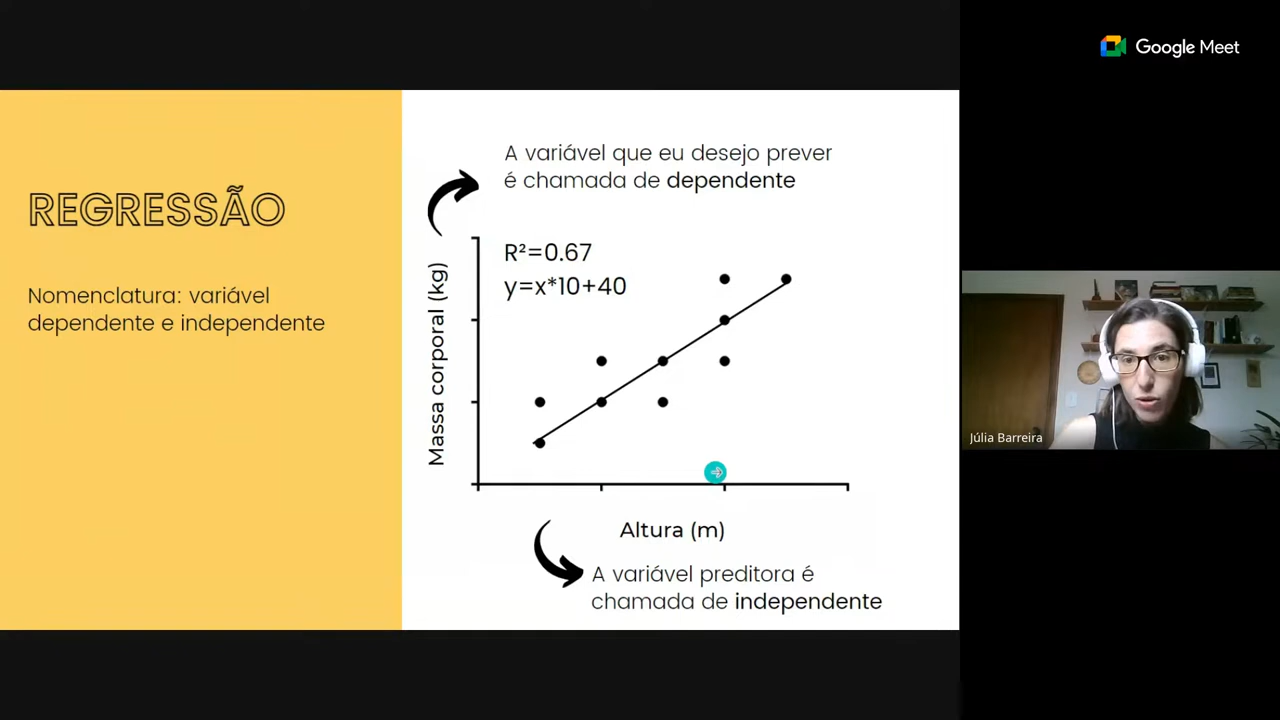 Google Meet
REGRESSÃO
Nomenclatura: variável
dependente e independente
A variável que eu desejo prever
é chamada de dependente
R²=0.67
y=x*10+40
Massa corporal (kg)
Altura (m)
A variável preditora é
chamada de independente
Júlia Barreira